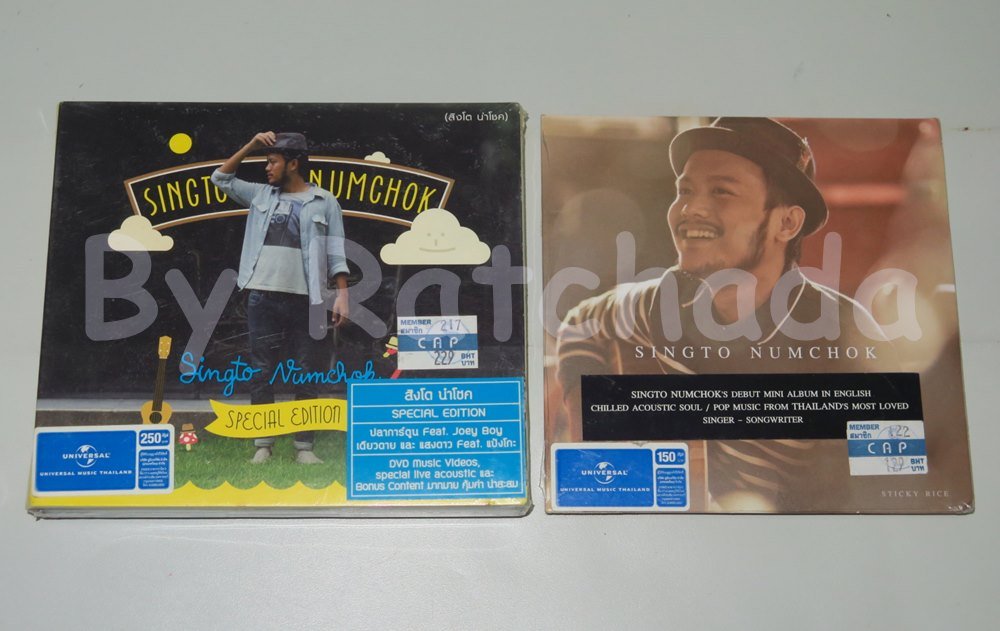 (สิงโต นำโชค)
SINGTO NUMCHOK
By Ratchada
MEMBER 217
สมาชิก
CAP
229 BHT
บาท
Singto Numchok
SPECIAL EDITION
สิงโต นำโชค
SPECIAL EDITION
ปลาการ์ตูน Feat. Joey Boy
เดียวดาย และ แสงดาว Feat. แป้งโกะ
DVD Music Videos,
special live acoustic และ
Bonus Content มากมาย คุ้มค่า น่าสะสม
UNIVERSAL
UNIVERSAL MUSIC THAILAND
250
SINGTO NUMCHOK
SINGTO NUMCHOK'S DEBUT MINI ALBUM IN ENGLISH
CHILLED ACOUSTIC SOUL / POP MUSIC FROM THAILAND'S MOST LOVED
SINGER – SONGWRITER
MEMBER 122
สมาชิก
CAP
BHT
บาท
UNIVERSAL
UNIVERSAL MUSIC THAILAND
150
STICKY RICE